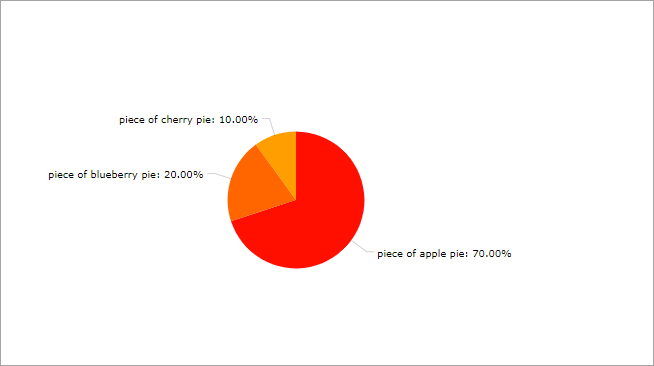 piece of cherry pie: 10.00%
piece of blueberry pie: 20.00%
piece of apple pie: 70.00%